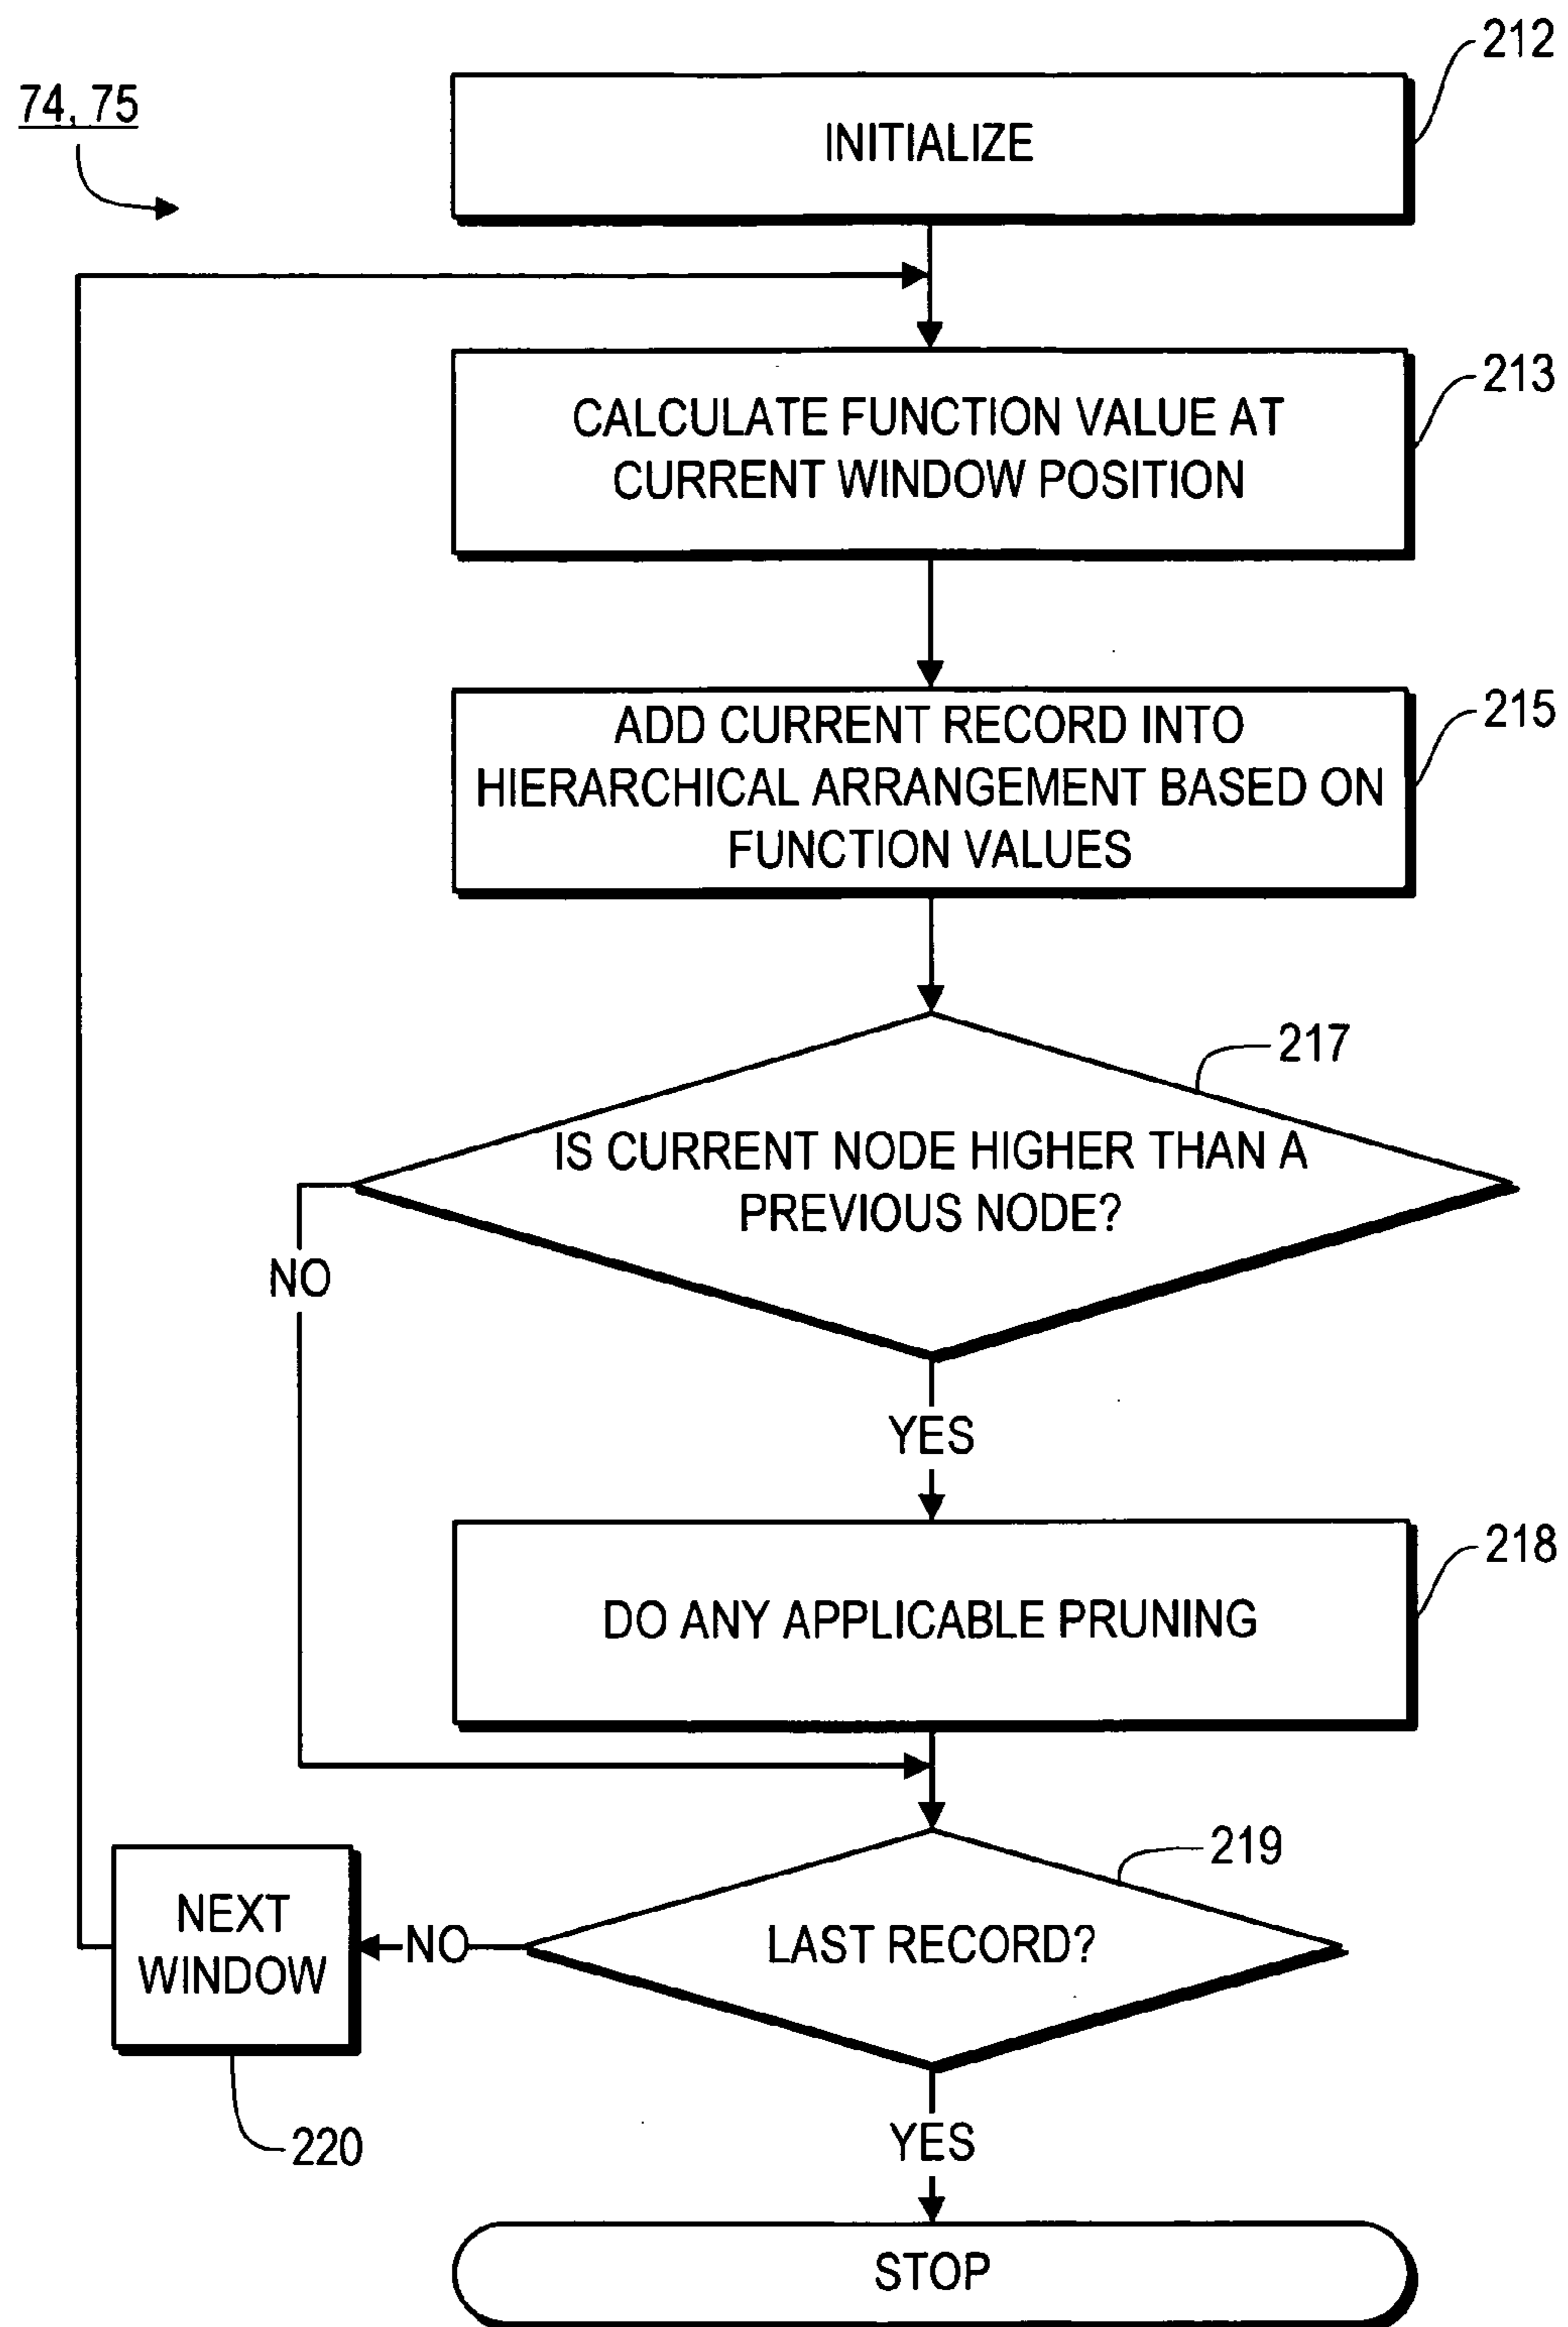 212
74, 75
INITIALIZE
213
CALCULATE FUNCTION VALUE AT
CURRENT WINDOW POSITION
215
ADD CURRENT RECORD INTO
HIERARCHICAL ARRANGEMENT BASED ON
FUNCTION VALUES
217
IS CURRENT NODE HIGHER THAN A
PREVIOUS NODE?
NO
YES
218
DO ANY APPLICABLE PRUNING
219
NEXT
WINDOW
NO
LAST RECORD?
220
YES
STOP